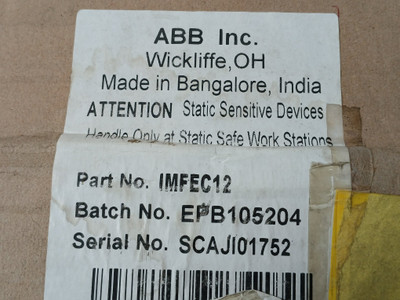 ABB Inc.
Wickliffe,OH
Made in Bangalore, India
ATTENTION Static Sensitive Devices
Handle Only at Static Safe Work Stations
Part No. IMFEC12
Batch No. EPB105204
Serial No. SCAJI01752